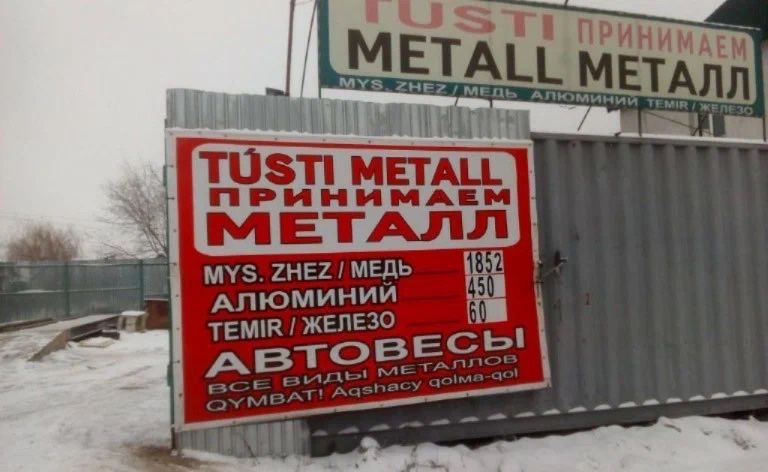 TÚSTI ПРИНИМАЕМ
METALL МЕТАЛЛ
MYS. ZHEZ / МЕДЬ АЛЮМИНИЙ TEMIR / ЖЕЛЕЗО
TÚSTI METALL
ПРИНИМАЕМ
МЕТАЛЛ
MYS. ZHEZ / МЕДЬ 1852
АЛЮМИНИЙ 450
TEMIR / ЖЕЛЕЗО 60
АВТОВЕСЫ
ВСЕ ВИДЫ МЕТАЛЛОВ
QYMBAT! Aqshacy qolma-qol